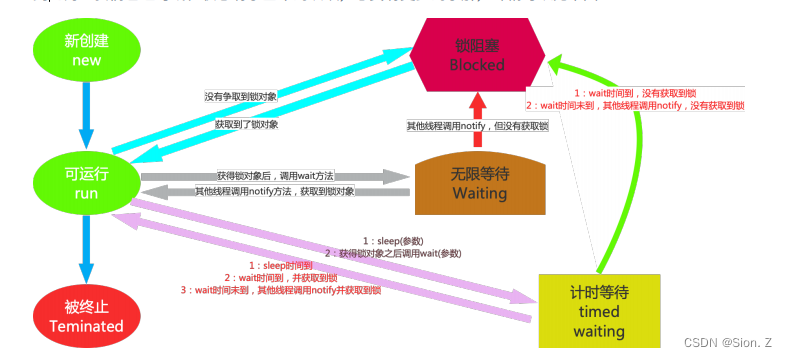 新创建
new
锁阻塞
Blocked
没有争取到锁对象
获取到了锁对象
1：wait时间到，没有获取到锁
2：wait时间未到，其他线程调用notify，没有获取到锁
其他线程调用notify，但没有获取锁
可运行
run
获得锁对象后，调用wait方法
其他线程调用notify方法，获取到锁对象
无限等待
Waiting
1：sleep(参数)
2：获得锁对象之后调用wait(参数)
1：sleep时间到
2：wait时间到，并获取到锁
3：wait时间未到，其他线程调用notify并获取到锁
被终止
Teminated
计时等待
timed
waiting
CSDN @Sion. Z